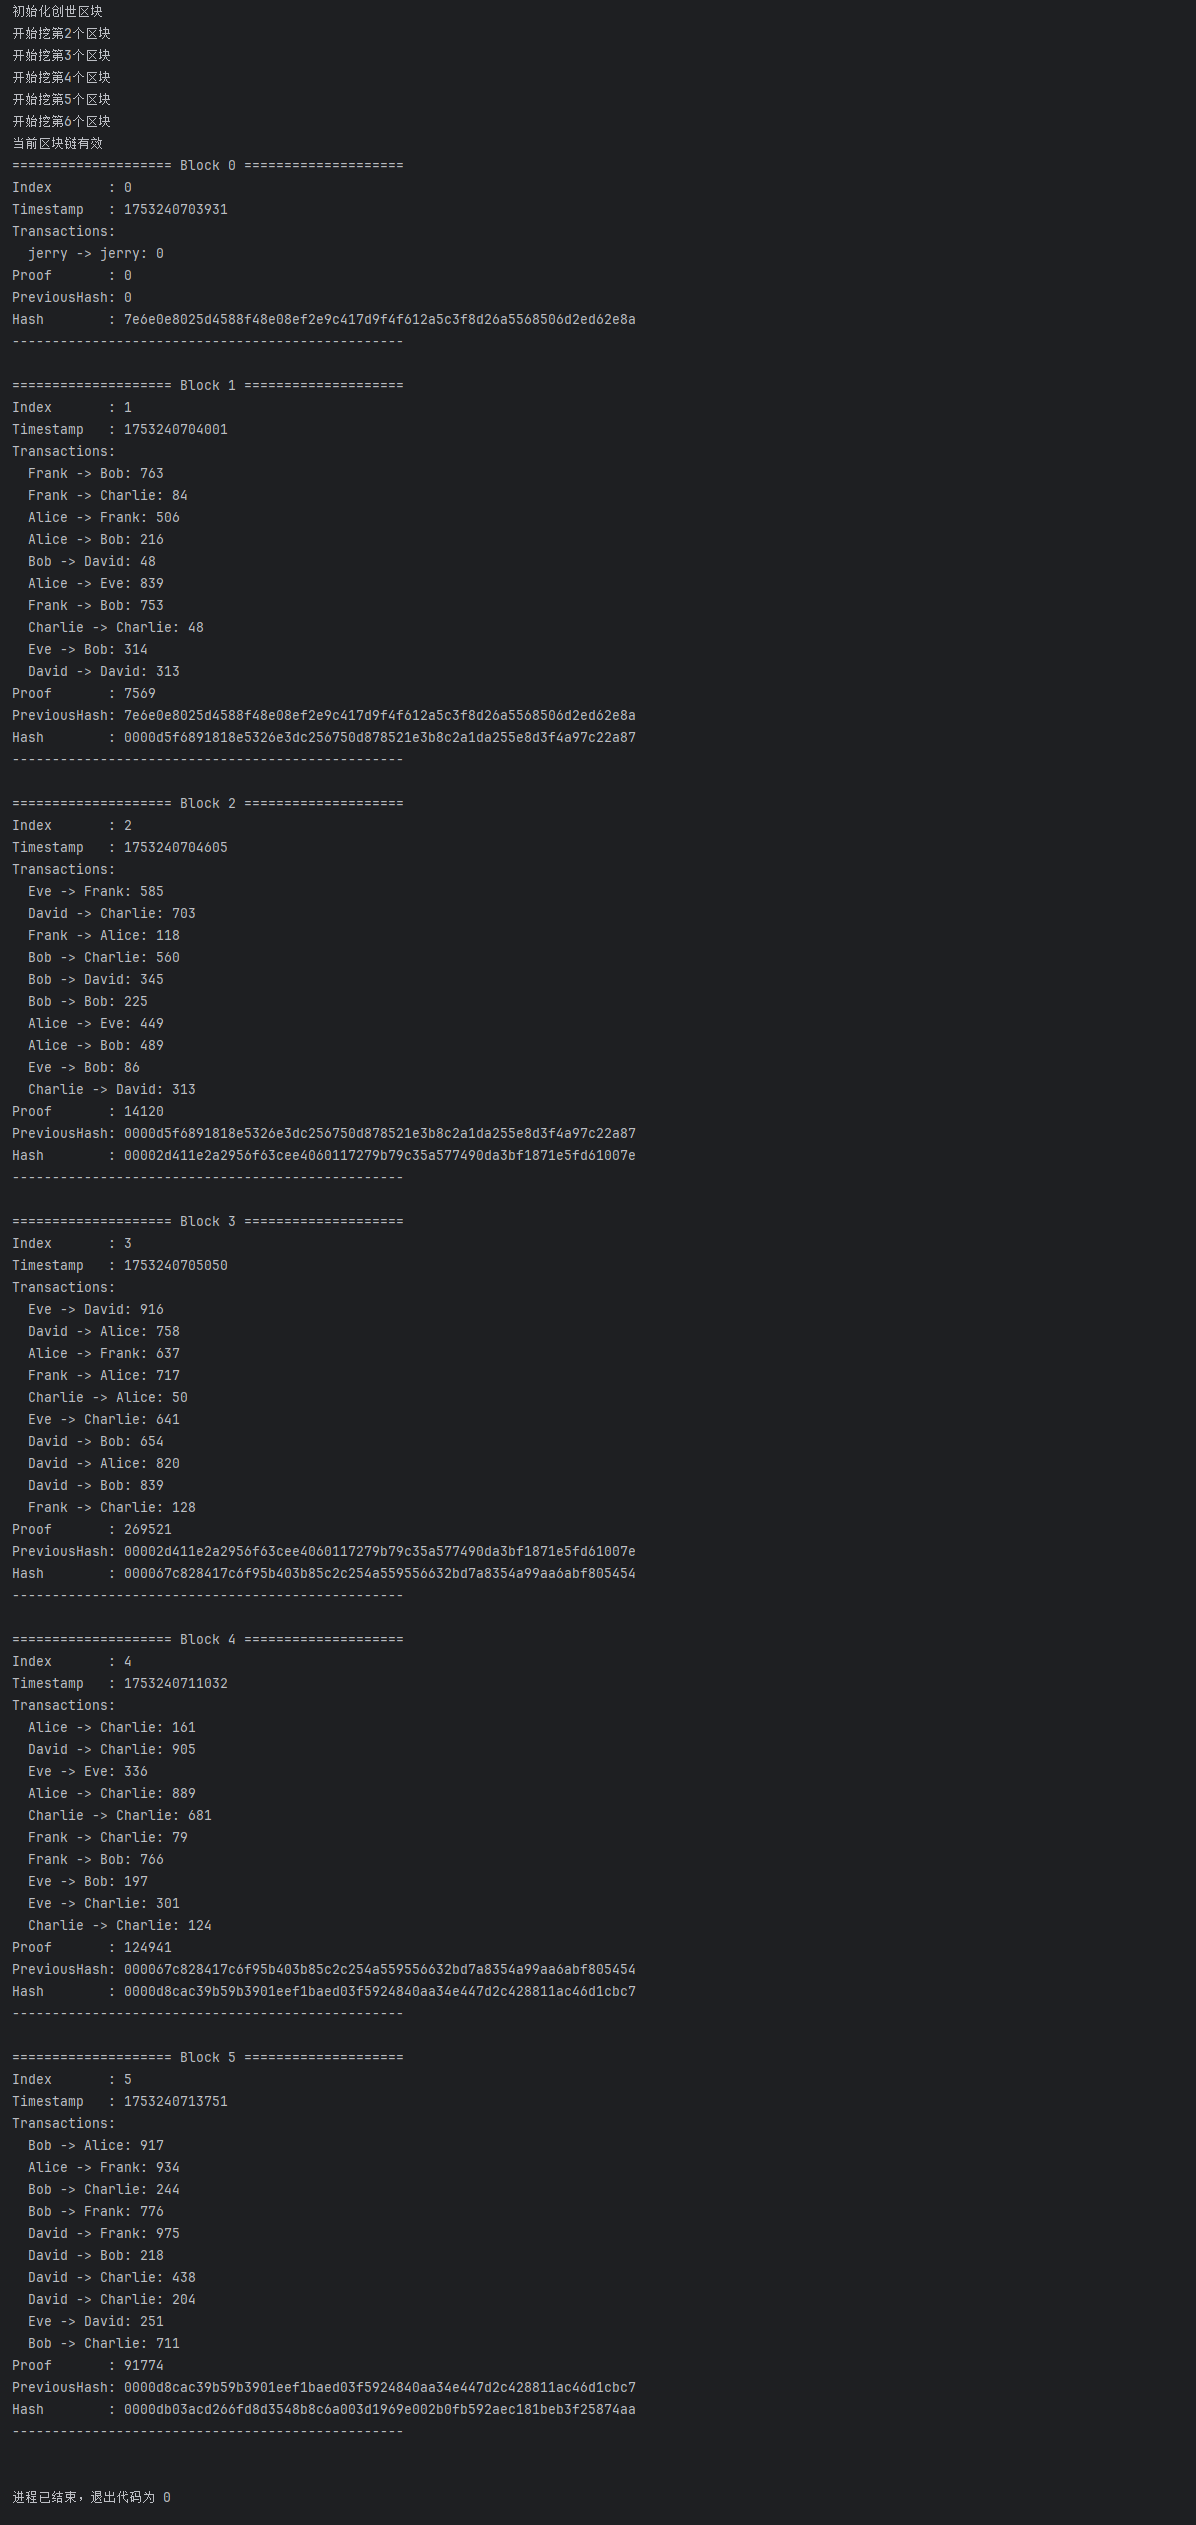 初始化创世区块
开始挖第2个区块
开始挖第3个区块
开始挖第4个区块
开始挖第5个区块
开始挖第6个区块
当前区块链有效
==================== Block 0 ====================
Index       : 0
Timestamp   : 1753240703931
Transactions:
  jerry -> jerry: 0
Proof       : 0
PreviousHash: 0
Hash        : 7e6e0e8025d4588f48e08ef2e9c417d9f4f612a5c3f8d26a5568506d2ed62e8a
-------------------------------------------------
==================== Block 1 ====================
Index       : 1
Timestamp   : 1753240704001
Transactions:
  Frank -> Bob: 763
  Frank -> Charlie: 84
  Alice -> Frank: 506
  Alice -> Bob: 216
  Bob -> David: 48
  Alice -> Eve: 839
  Frank -> Bob: 753
  Charlie -> Charlie: 48
  Eve -> Bob: 314
  David -> David: 313
Proof       : 7569
PreviousHash: 7e6e0e8025d4588f48e08ef2e9c417d9f4f612a5c3f8d26a5568506d2ed62e8a
Hash        : 0000d5f6891818e5326e3dc256750d878521e3b8c2a1da255e8d3f4a97c22a87
-------------------------------------------------
==================== Block 2 ====================
Index       : 2
Timestamp   : 1753240704605
Transactions:
  Eve -> Frank: 585
  David -> Charlie: 703
  Frank -> Alice: 118
  Bob -> Charlie: 560
  Bob -> David: 345
  Bob -> Bob: 225
  Alice -> Eve: 449
  Alice -> Bob: 489
  Eve -> Bob: 86
  Charlie -> David: 313
Proof       : 14120
PreviousHash: 0000d5f6891818e5326e3dc256750d878521e3b8c2a1da255e8d3f4a97c22a87
Hash        : 00002d411e2a2956f63cee4060117279b79c35a577490da3bf1871e5fd61007e
-------------------------------------------------
==================== Block 3 ====================
Index       : 3
Timestamp   : 1753240705050
Transactions:
  Eve -> David: 916
  David -> Alice: 758
  Alice -> Frank: 637
  Frank -> Alice: 717
  Charlie -> Alice: 50
  Eve -> Charlie: 641
  David -> Bob: 654
  David -> Alice: 820
  David -> Bob: 839
  Frank -> Charlie: 128
Proof       : 269521
PreviousHash: 00002d411e2a2956f63cee4060117279b79c35a577490da3bf1871e5fd61007e
Hash        : 000067c828417c6f95b403b85c2c254a559556632bd7a8354a99aa6abf805454
-------------------------------------------------
==================== Block 4 ====================
Index       : 4
Timestamp   : 1753240711032
Transactions:
  Alice -> Charlie: 161
  David -> Charlie: 905
  Eve -> Eve: 336
  Alice -> Charlie: 889
  Charlie -> Charlie: 681
  Frank -> Charlie: 79
  Frank -> Bob: 766
  Eve -> Bob: 197
  Eve -> Charlie: 301
  Charlie -> Charlie: 124
Proof       : 124941
PreviousHash: 000067c828417c6f95b403b85c2c254a559556632bd7a8354a99aa6abf805454
Hash        : 0000d8cac39b59b3901eef1baed03f5924840aa34e447d2c428811ac46d1cbc7
-------------------------------------------------
==================== Block 5 ====================
Index       : 5
Timestamp   : 1753240713751
Transactions:
  Bob -> Alice: 917
  Alice -> Frank: 934
  Bob -> Charlie: 244
  Bob -> Frank: 776
  David -> Frank: 975
  David -> Bob: 218
  David -> Charlie: 438
  David -> Charlie: 204
  Eve -> David: 251
  Bob -> Charlie: 711
Proof       : 91774
PreviousHash: 0000d8cac39b59b3901eef1baed03f5924840aa34e447d2c428811ac46d1cbc7
Hash        : 0000db03acd266fd8d3548b8c6a003d1969e002b0fb592aec181beb3f25874aa
-------------------------------------------------
进程已结束，退出代码为 0